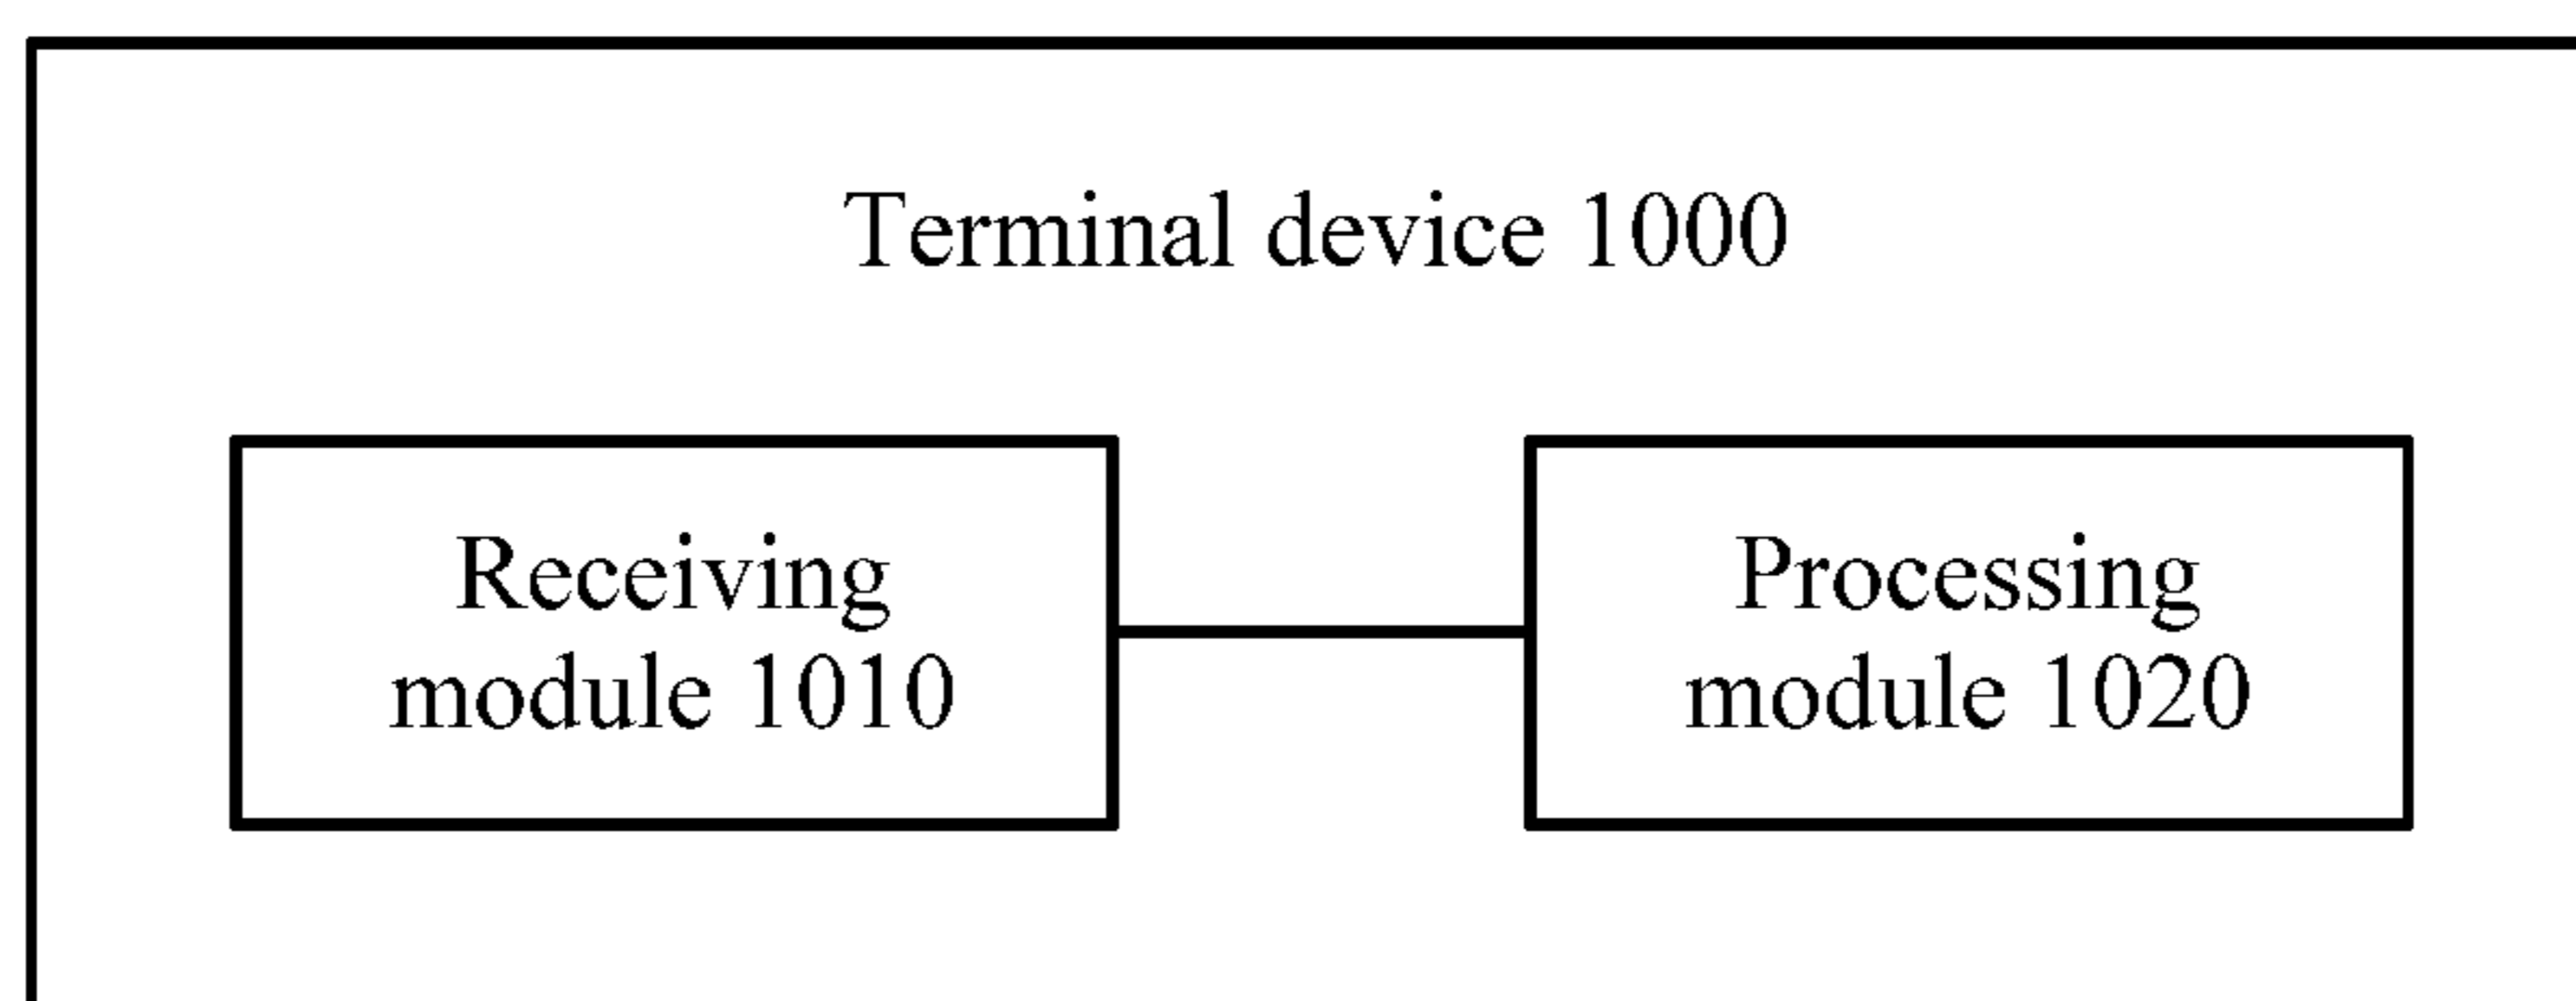 Terminal device 1000
Receiving
module 1010
Processing
module 1020